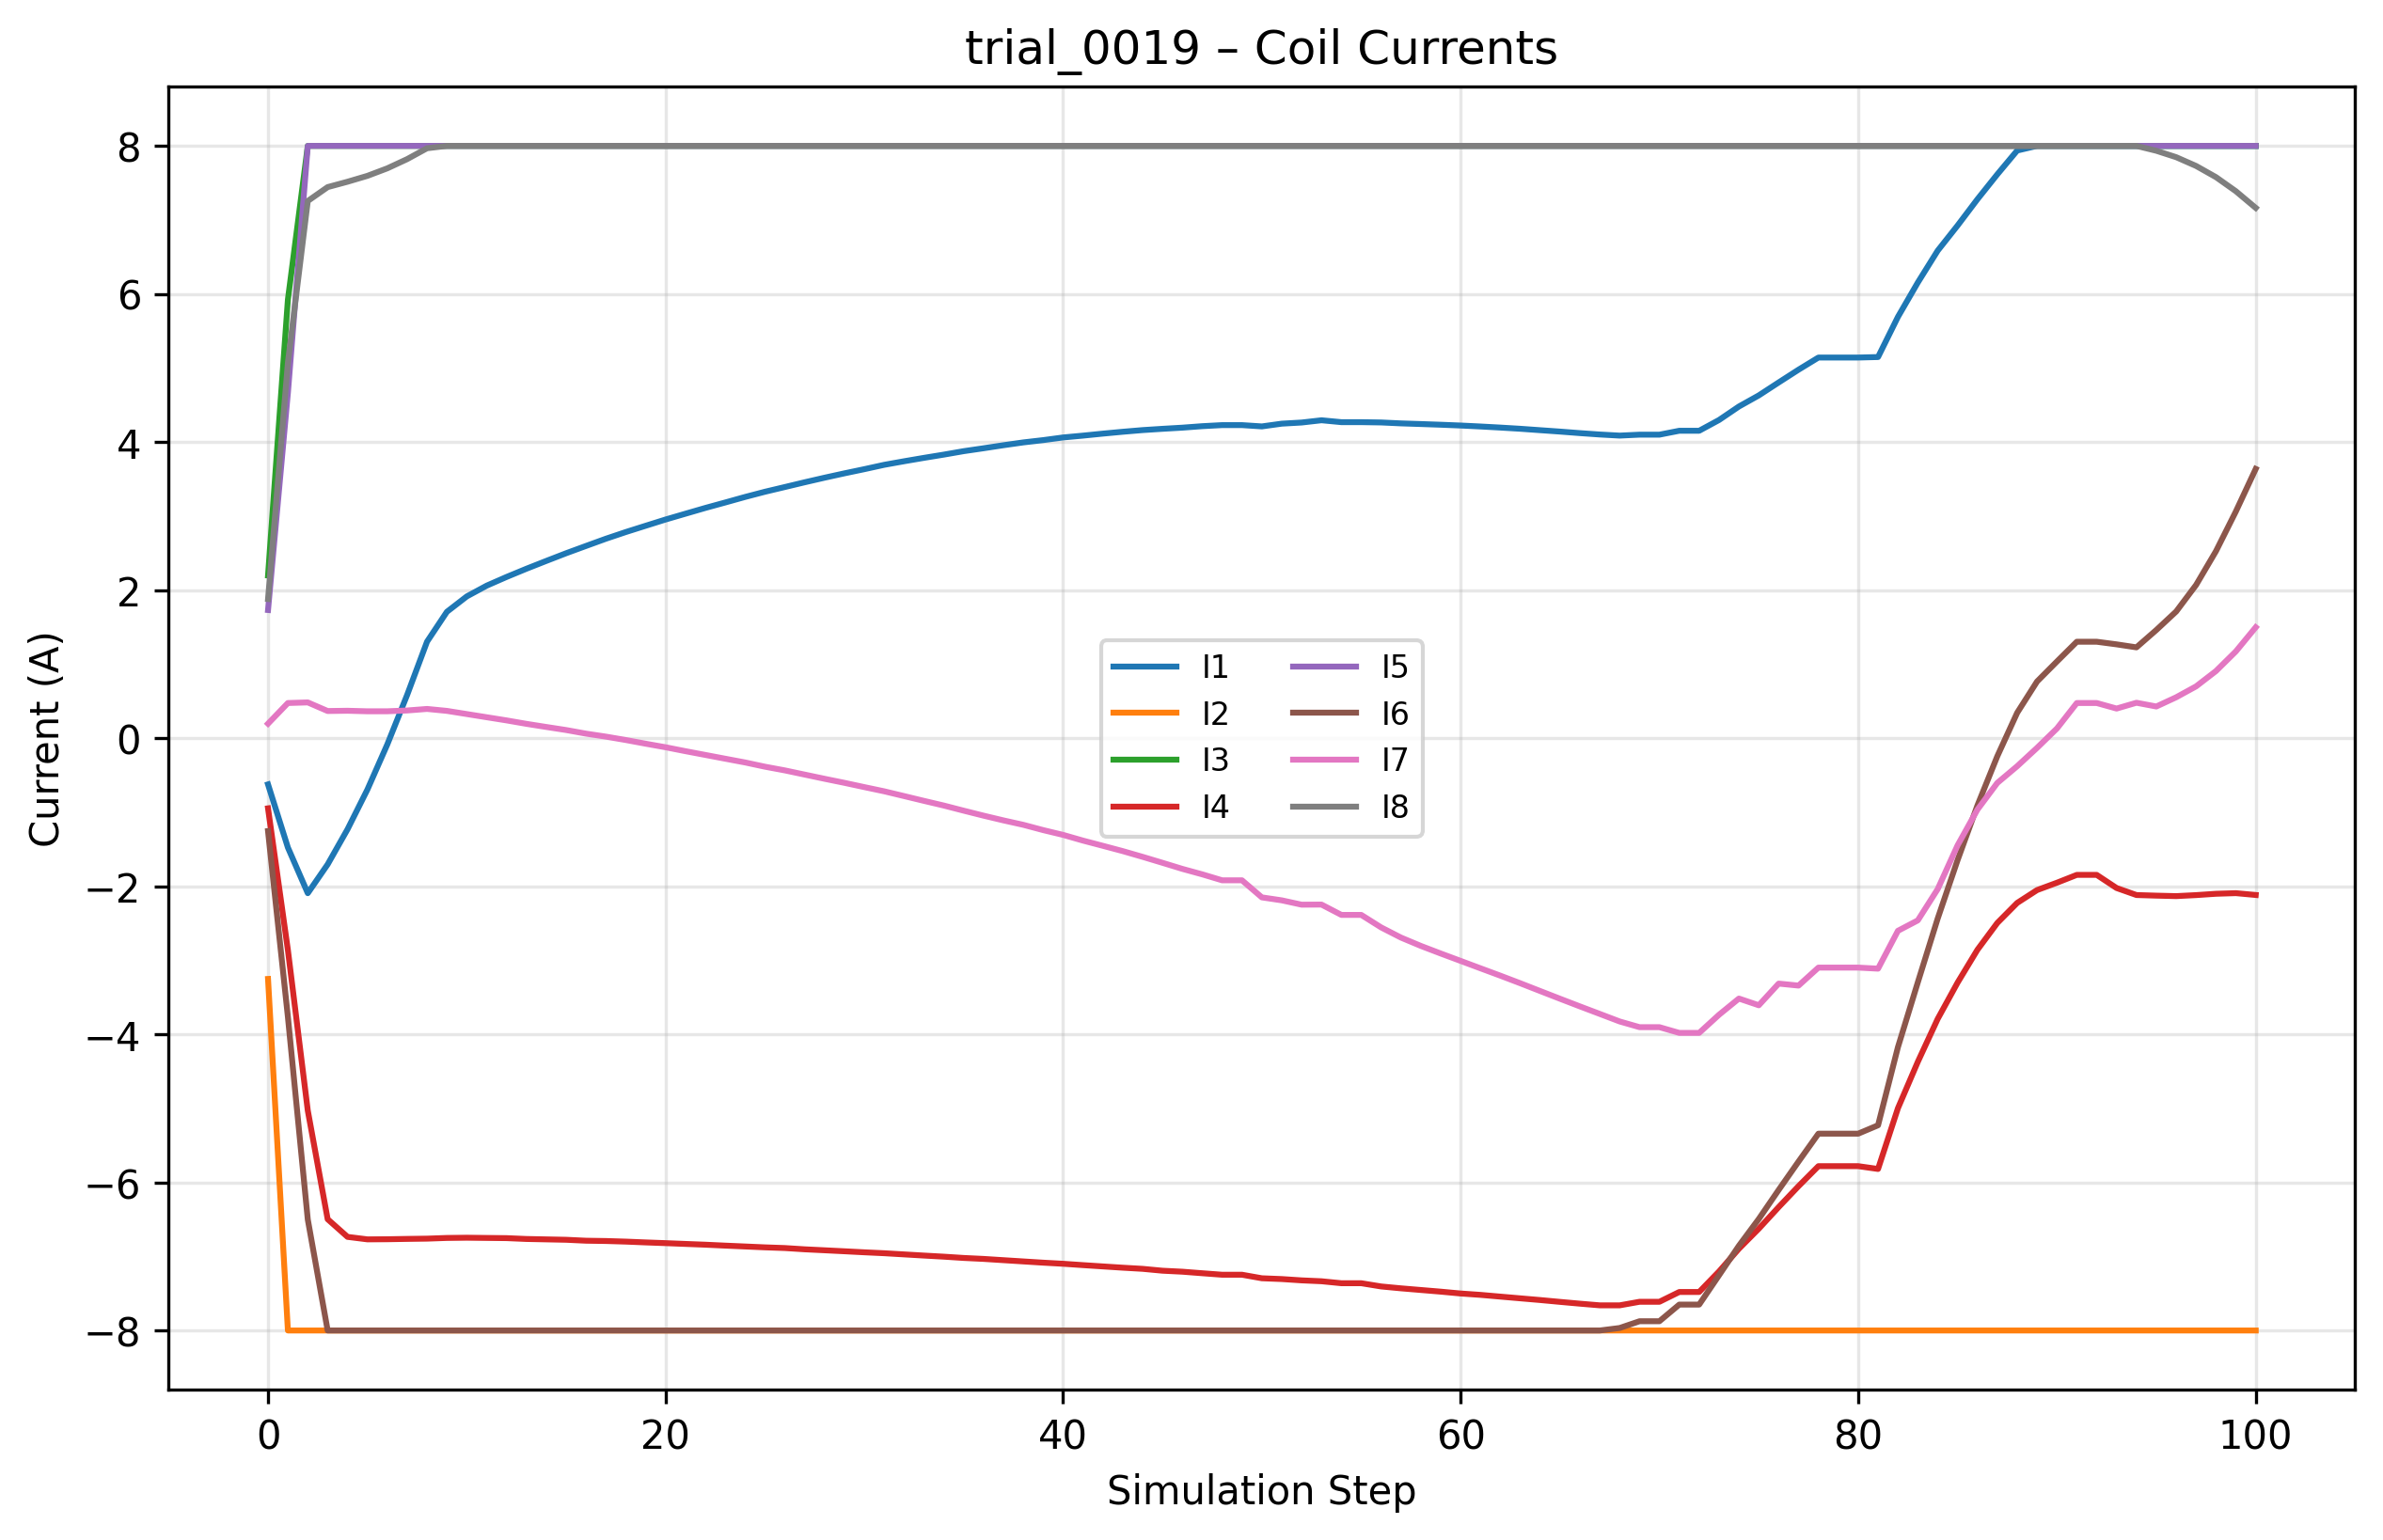 trial_0019 – Coil Currents
Current (A)
8
6
4
2
0
−2
−4
−6
−8
I1
I2
I3
I4
I5
I6
I7
I8
0
20
40
60
80
100
Simulation Step